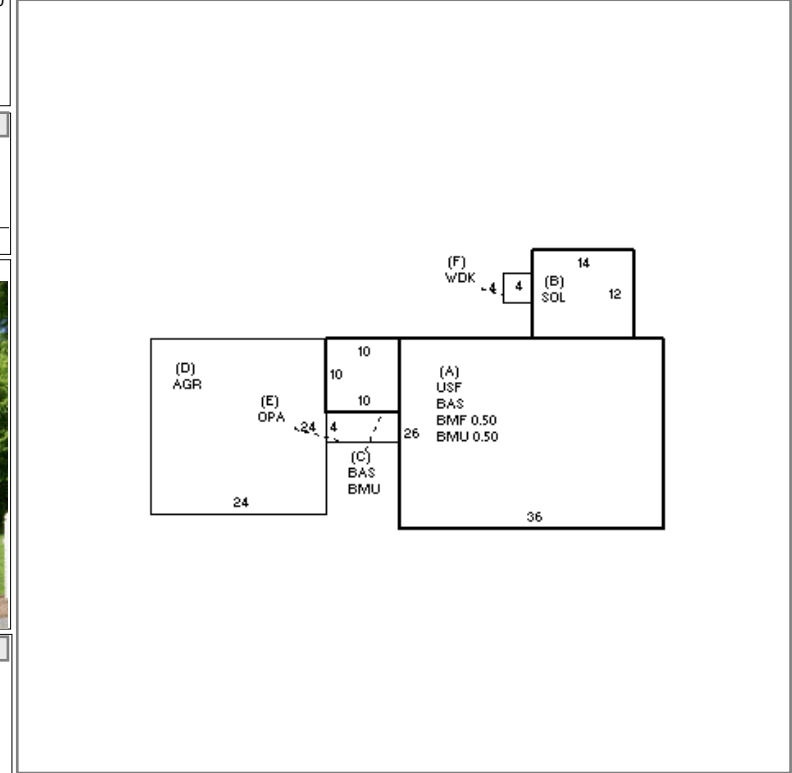 (F)
WDK
4
4
14
(B)
SOL
12
(D)
AGR
24
24
(E)
OPA
10
10
10
4
(C)
BAS
BMU
(A)
USF
BAS
BMF 0.50
BMU 0.50
26
36